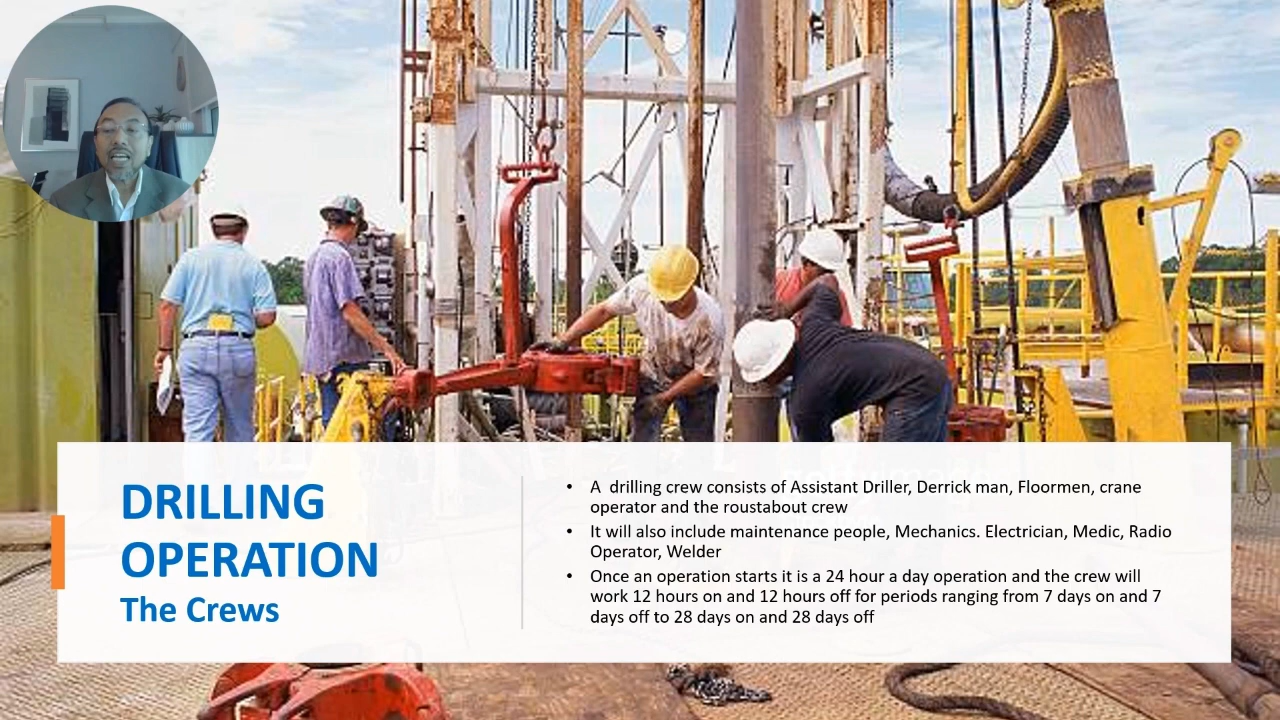 DRILLING
OPERATION
The Crews
• A  drilling crew consists of Assistant Driller, Derrick man, Floormen, crane
operator and the roustabout crew
• It will also include maintenance people, Mechanics. Electrician, Medic, Radio
Operator, Welder
• Once an operation starts it is a 24 hour a day operation and the crew will
work 12 hours on and 12 hours off for periods ranging from 7 days on and 7
days off to 28 days on and 28 days off